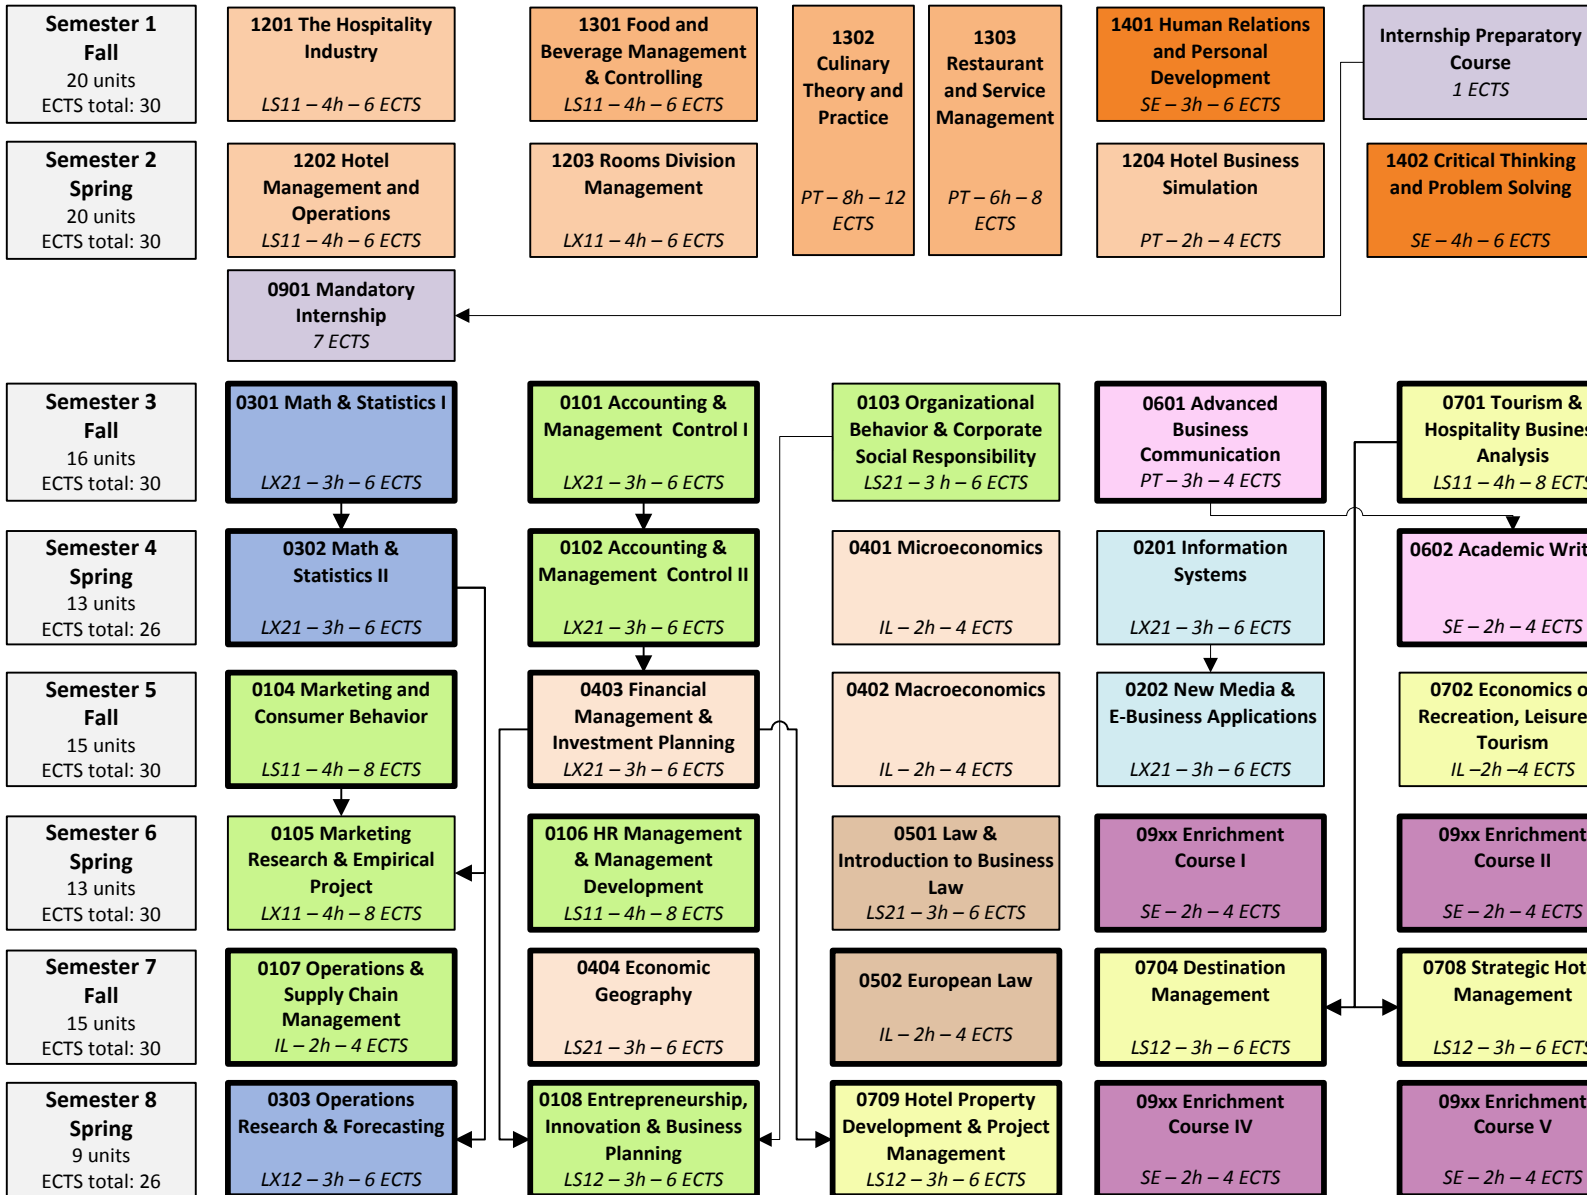 Semester 1
Fall
20 units
ECTS total: 30
1201 The Hospitality
Industry
LS11 – 4h – 6 ECTS
1301 Food and
Beverage Management
& Controlling
LS11 – 4h – 6 ECTS
1302
Culinary
Theory and
Practice
PT – 8h – 12
ECTS
1303
Restaurant
and Service
Management
PT – 6h – 8
ECTS
1401 Human Relations
and Personal
Development
SE – 3h – 6 ECTS
Internship Preparatory
Course
1 ECTS
Semester 2
Spring
20 units
ECTS total: 30
1202 Hotel
Management and
Operations
LS11 – 4h – 6 ECTS
1203 Rooms Division
Management
LX11 – 4h – 6 ECTS
1204 Hotel Business
Simulation
PT – 2h – 4 ECTS
1402 Critical Thinking
and Problem Solving
SE – 4h – 6 ECTS
0901 Mandatory
Internship
7 ECTS
Semester 3
Fall
16 units
ECTS total: 30
0301 Math & Statistics I
LX21 – 3h – 6 ECTS
0101 Accounting &
Management Control I
LX21 – 3h – 6 ECTS
0103 Organizational
Behavior & Corporate
Social Responsibility
LS21 – 3 h – 6 ECTS
0601 Advanced
Business
Communication
PT – 3h – 4 ECTS
0701 Tourism &
Hospitality Busines
Analysis
LS11 – 4h – 8 ECTS
Semester 4
Spring
13 units
ECTS total: 26
0302 Math &
Statistics II
LX21 – 3h – 6 ECTS
0102 Accounting &
Management Control II
LX21 – 3h – 6 ECTS
0401 Microeconomics
IL – 2h – 4 ECTS
0201 Information
Systems
LX21 – 3h – 6 ECTS
0602 Academic Writ
SE – 2h – 4 ECTS
Semester 5
Fall
15 units
ECTS total: 30
0104 Marketing and
Consumer Behavior
LS11 – 4h – 8 ECTS
0403 Financial
Management &
Investment Planning
LX21 – 3h – 6 ECTS
0402 Macroeconomics
IL – 2h – 4 ECTS
0202 New Media &
E-Business Applications
LX21 – 3h – 6 ECTS
0702 Economics o
Recreation, Leisure
Tourism
IL –2h –4 ECTS
Semester 6
Spring
13 units
ECTS total: 30
0105 Marketing
Research & Empirical
Project
LX11 – 4h – 8 ECTS
0106 HR Management
& Management
Development
LS11 – 4h – 8 ECTS
0501 Law &
Introduction to Business
Law
LS21 – 3h – 6 ECTS
09xx Enrichment
Course I
SE – 2h – 4 ECTS
09xx Enrichment
Course II
SE – 2h – 4 ECTS
Semester 7
Fall
15 units
ECTS total: 30
0107 Operations &
Supply Chain
Management
IL – 2h – 4 ECTS
0404 Economic
Geography
LS21 – 3h – 6 ECTS
0502 European Law
IL – 2h – 4 ECTS
0704 Destination
Management
LS12 – 3h – 6 ECTS
0708 Strategic Hot
Management
LS12 – 3h – 6 ECTS
Semester 8
Spring
9 units
ECTS total: 26
0303 Operations
Research & Forecasting
LX12 – 3h – 6 ECTS
0108 Entrepreneurship,
Innovation & Business
Planning
LS12 – 3h – 6 ECTS
0709 Hotel Property
Development & Project
Management
LS12 – 3h – 6 ECTS
09xx Enrichment
Course IV
SE – 2h – 4 ECTS
09xx Enrichment
Course V
SE – 2h – 4 ECTS